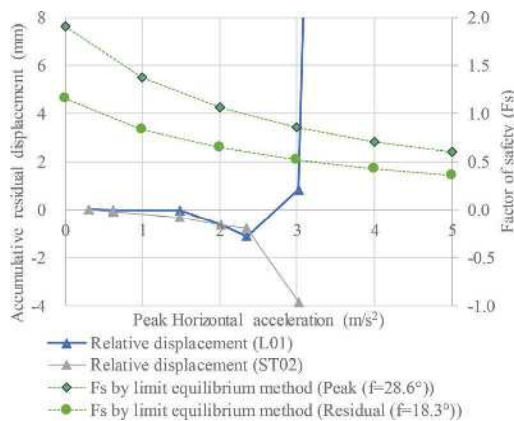 8
6
4
2
0
-2
-4
2.0
1.5
1.0
0.5
0.0
-0.5
-1.0
0 1 2 3 4 5
Accumulative residual displacement (mm)
Factor of safety (Fs)
Peak Horizontal acceleration (m/s²)
Relative displacement (L01)
Relative displacement (ST02)
Fs by limit equilibrium method (Peak (f=28.6°))
Fs by limit equilibrium method (Residual (f=18.3°))